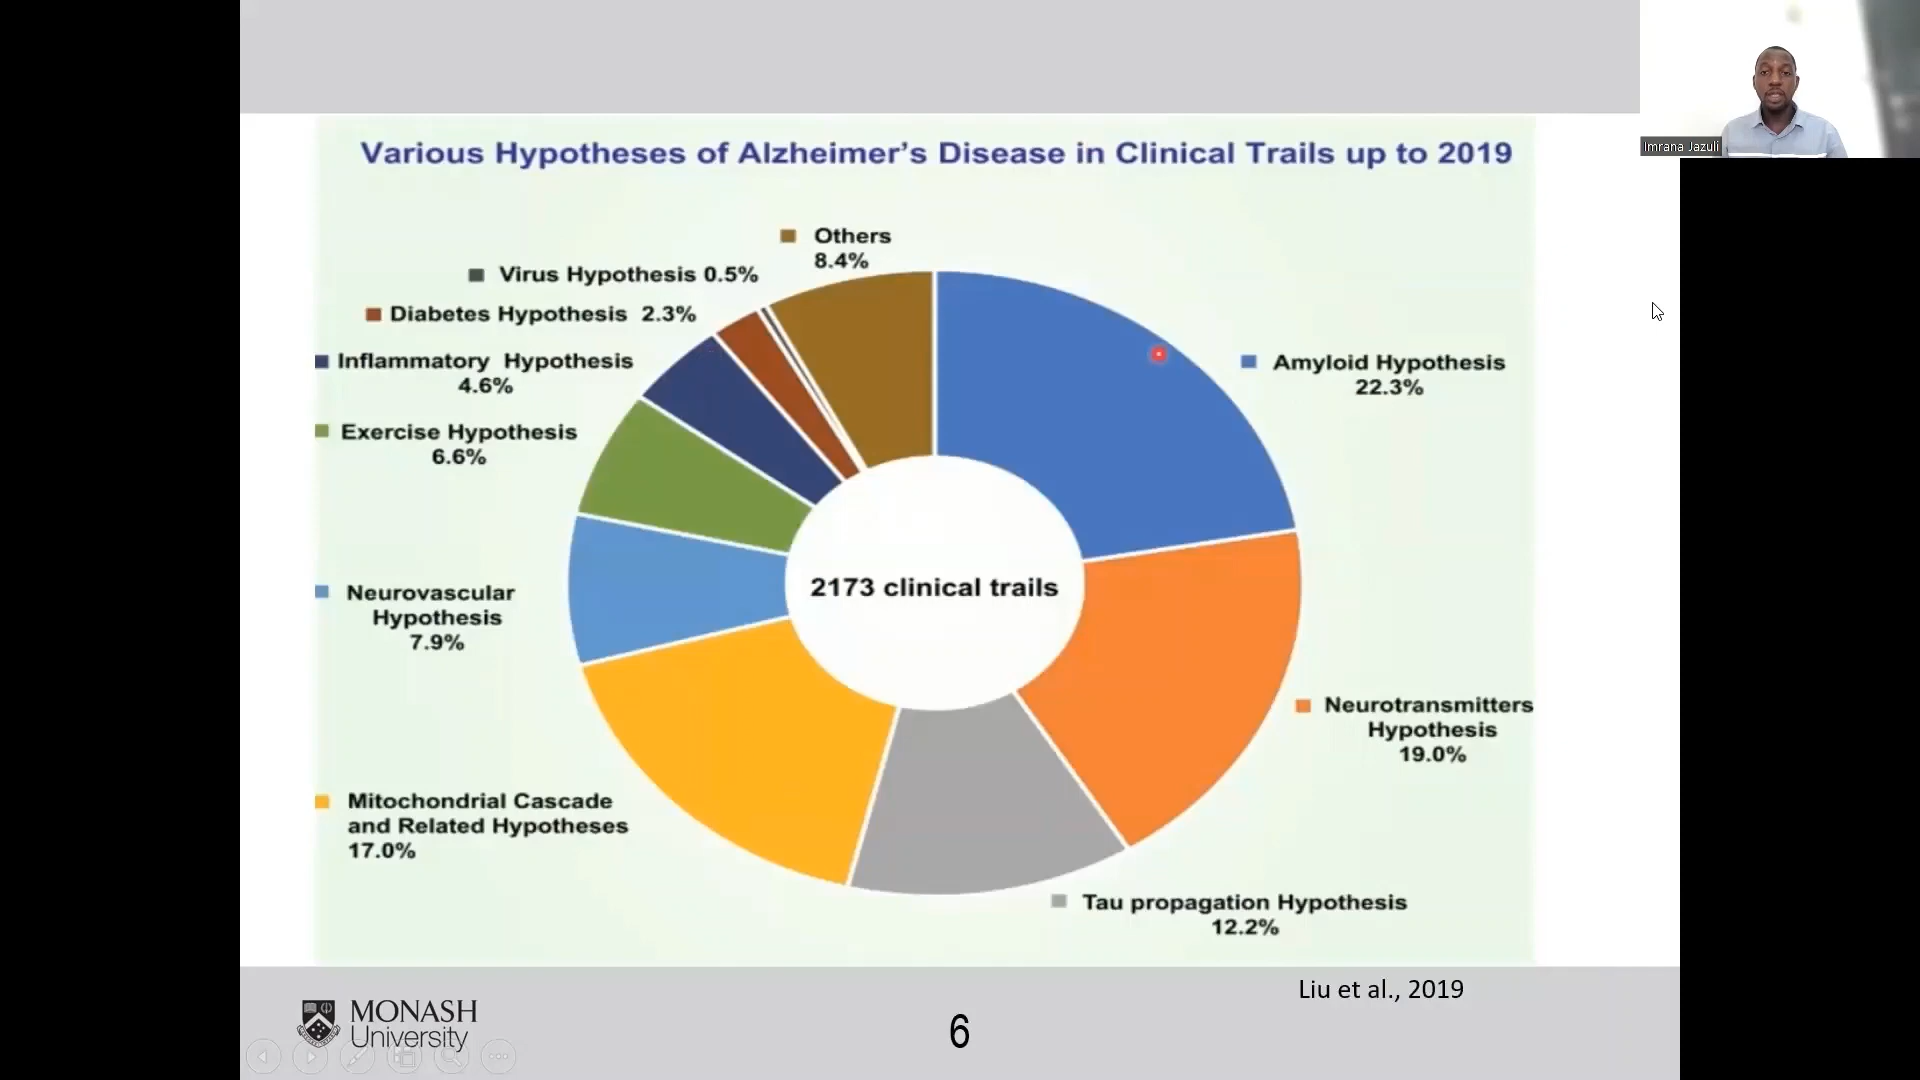 Imrana Jazuli
Various Hypotheses of Alzheimer's Disease in Clinical Trails up to 2019
Others
8.4%
Virus Hypothesis 0.5%
Diabetes Hypothesis 2.3%
Inflammatory Hypothesis
4.6%
Exercise Hypothesis
6.6%
Neurovascular
Hypothesis
7.9%
Mitochondrial Cascade
and Related Hypotheses
17.0%
Amyloid Hypothesis
22.3%
2173 clinical trails
Neurotransmitters
Hypothesis
19.0%
Tau propagation Hypothesis
12.2%
Liu et al., 2019
MONASH
University
6